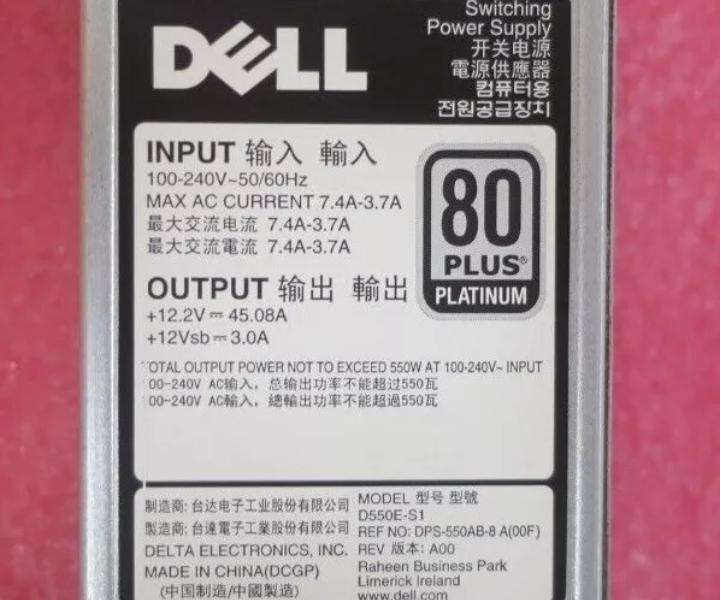 DELL
Switching
Power Supply
开关电源
電源供應器
컴퓨터용
전원공급장치
INPUT 输入 輸入
100-240V~50/60Hz
MAX AC CURRENT 7.4A-3.7A
最大交流电流 7.4A-3.7A
最大交流電流 7.4A-3.7A
80
PLUS®
PLATINUM
OUTPUT 输出 輸出
+12.2V⎓ 45.08A
+12Vsb⎓ 3.0A
TOTAL OUTPUT POWER NOT TO EXCEED 550W AT 100-240V~ INPUT
00-240V AC输入，总输出功率不能超过550瓦
00-240V AC輸入，總輸出功率不能超過550瓦
制造商: 台达电子工业股份有限公司
製造商: 台達電子工業股份有限公司
DELTA ELECTRONICS, INC.
MADE IN CHINA(DCGP)
(中国制造/中國製造)
MODEL 型号 型號
D550E-S1
REF NO: DPS-550AB-8 A(00F)
REV 版本: A00
Raheen Business Park
Limerick Ireland
www.dell.com